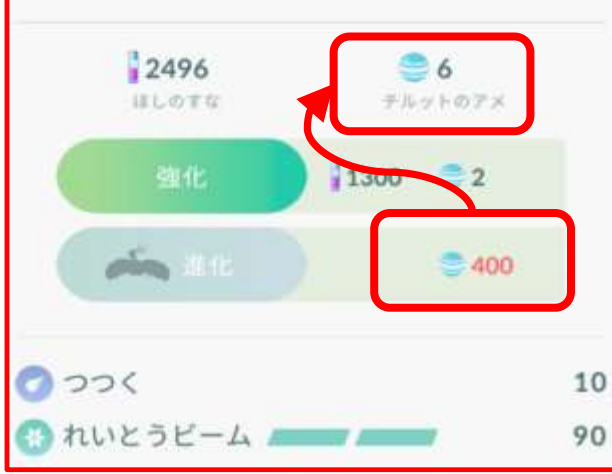 2496 6
ほしのすな チルットのアメ
強化 1300 2
進化 400
つつく 10
れいとうビーム 90